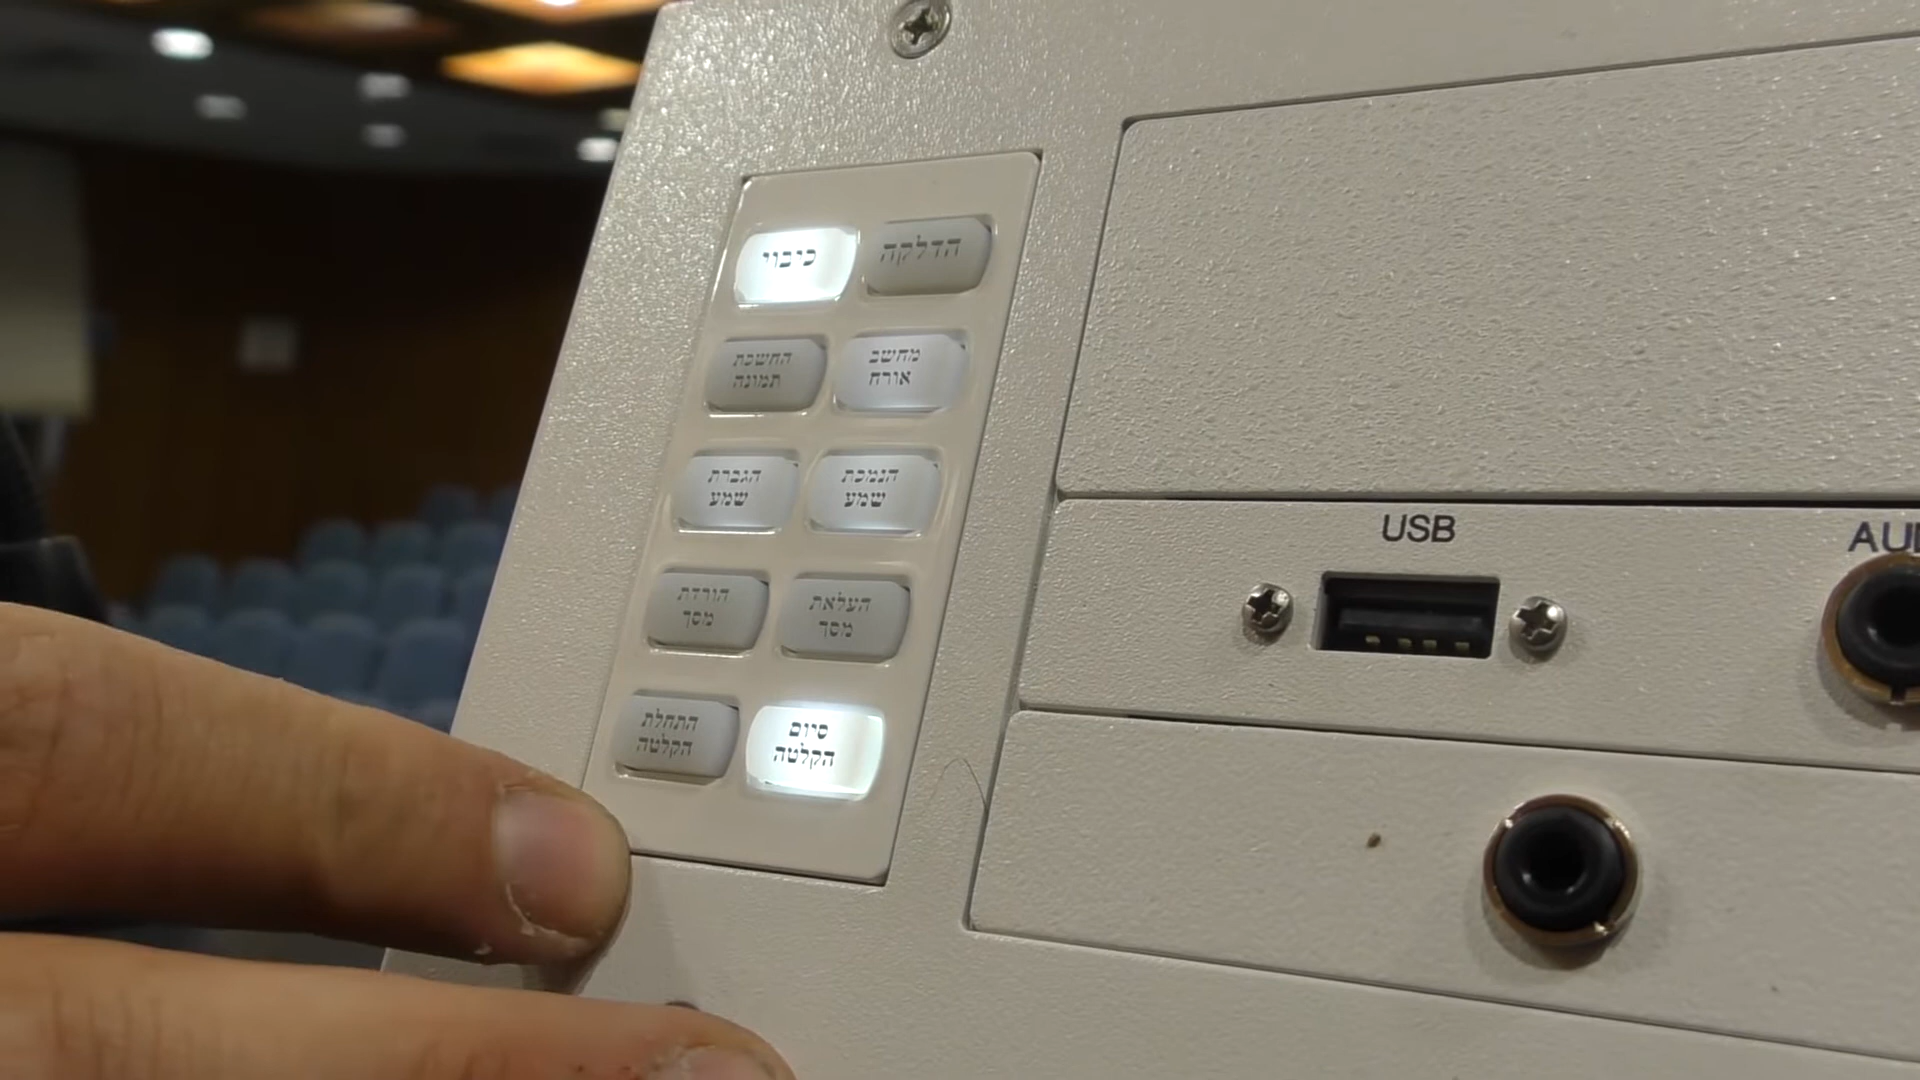 הדלקה
כיבוי
מחשב
אורח
החשכת
תמונה
הנמכת
שמע
הגברת
שמע
העלאת
מסך
הורדת
מסך
סיום
הקלטה
התחלת
הקלטה
USB